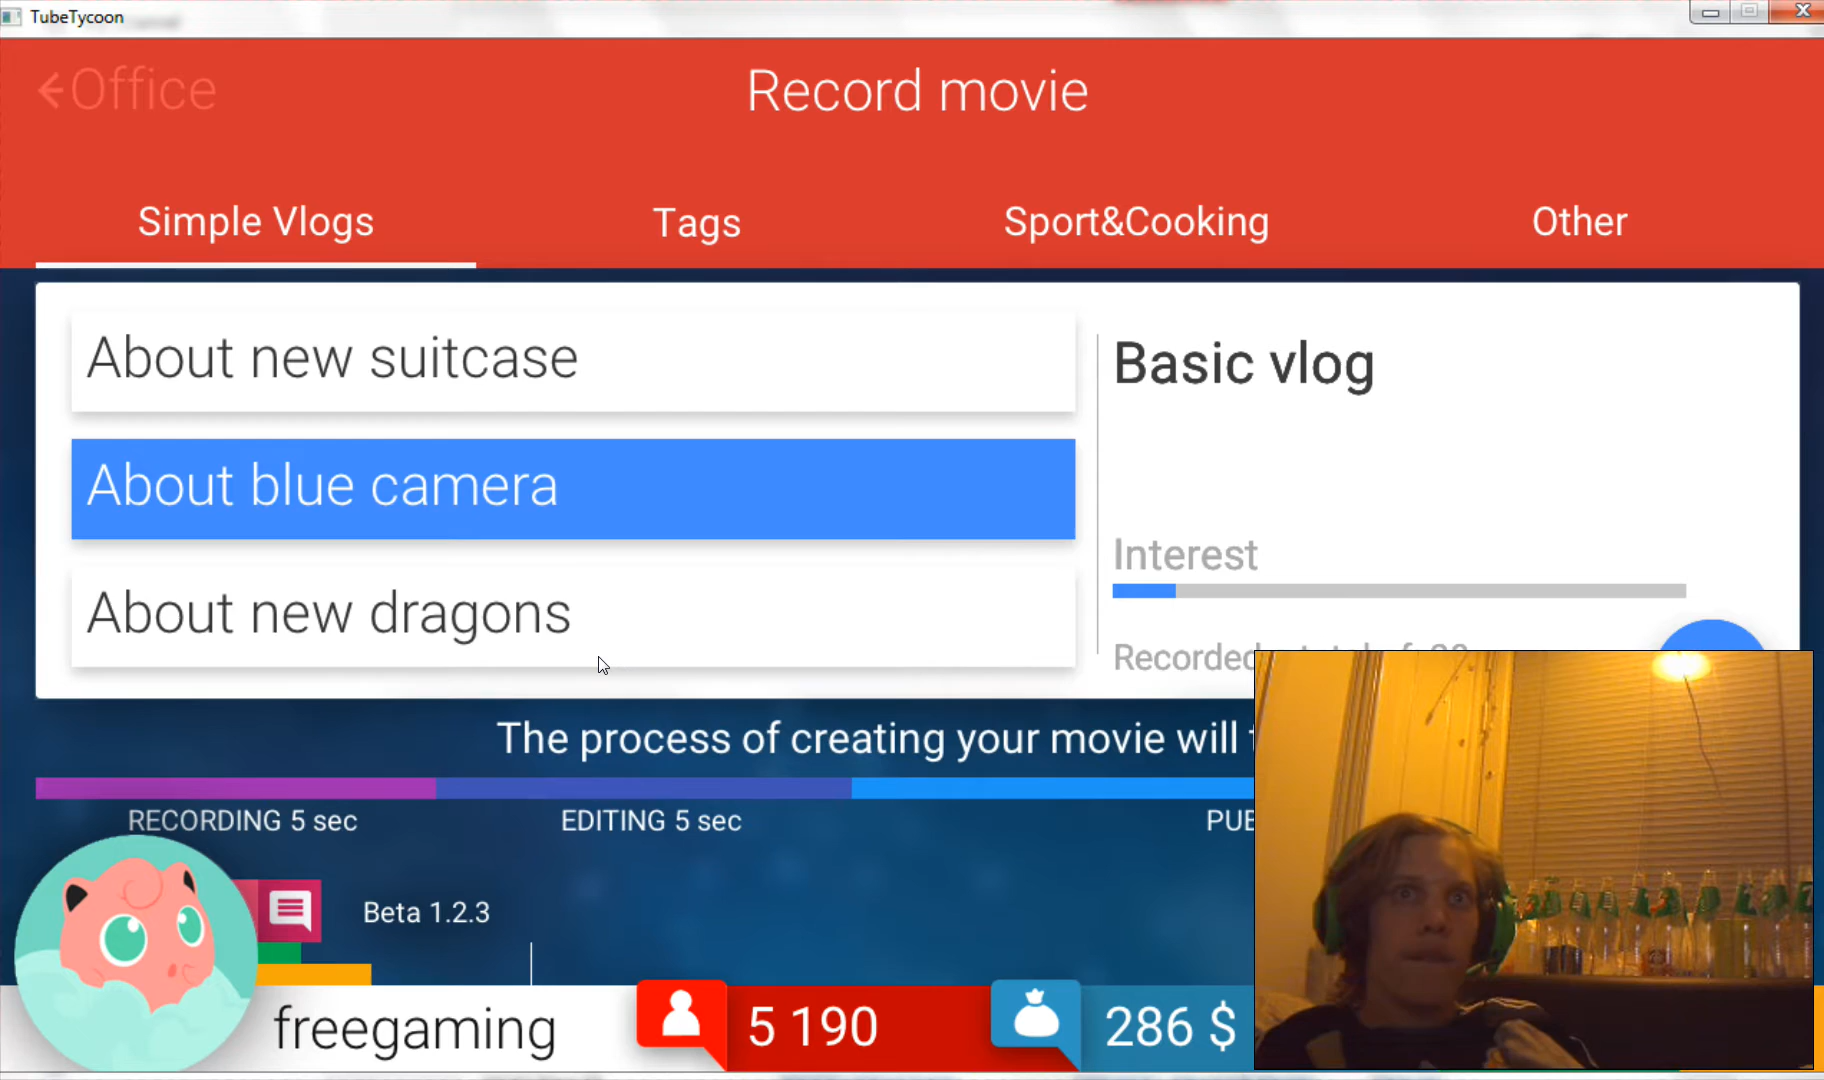 TubeTycoon
Office
Record movie
Simple Vlogs
Tags
Sport&Cooking
Other
About new suitcase
About blue camera
About new dragons
Basic vlog
Interest
Recorded
The process of creating your movie will
RECORDING 5 sec
EDITING 5 sec
Beta 1.2.3
freegaming
5 190
286 $